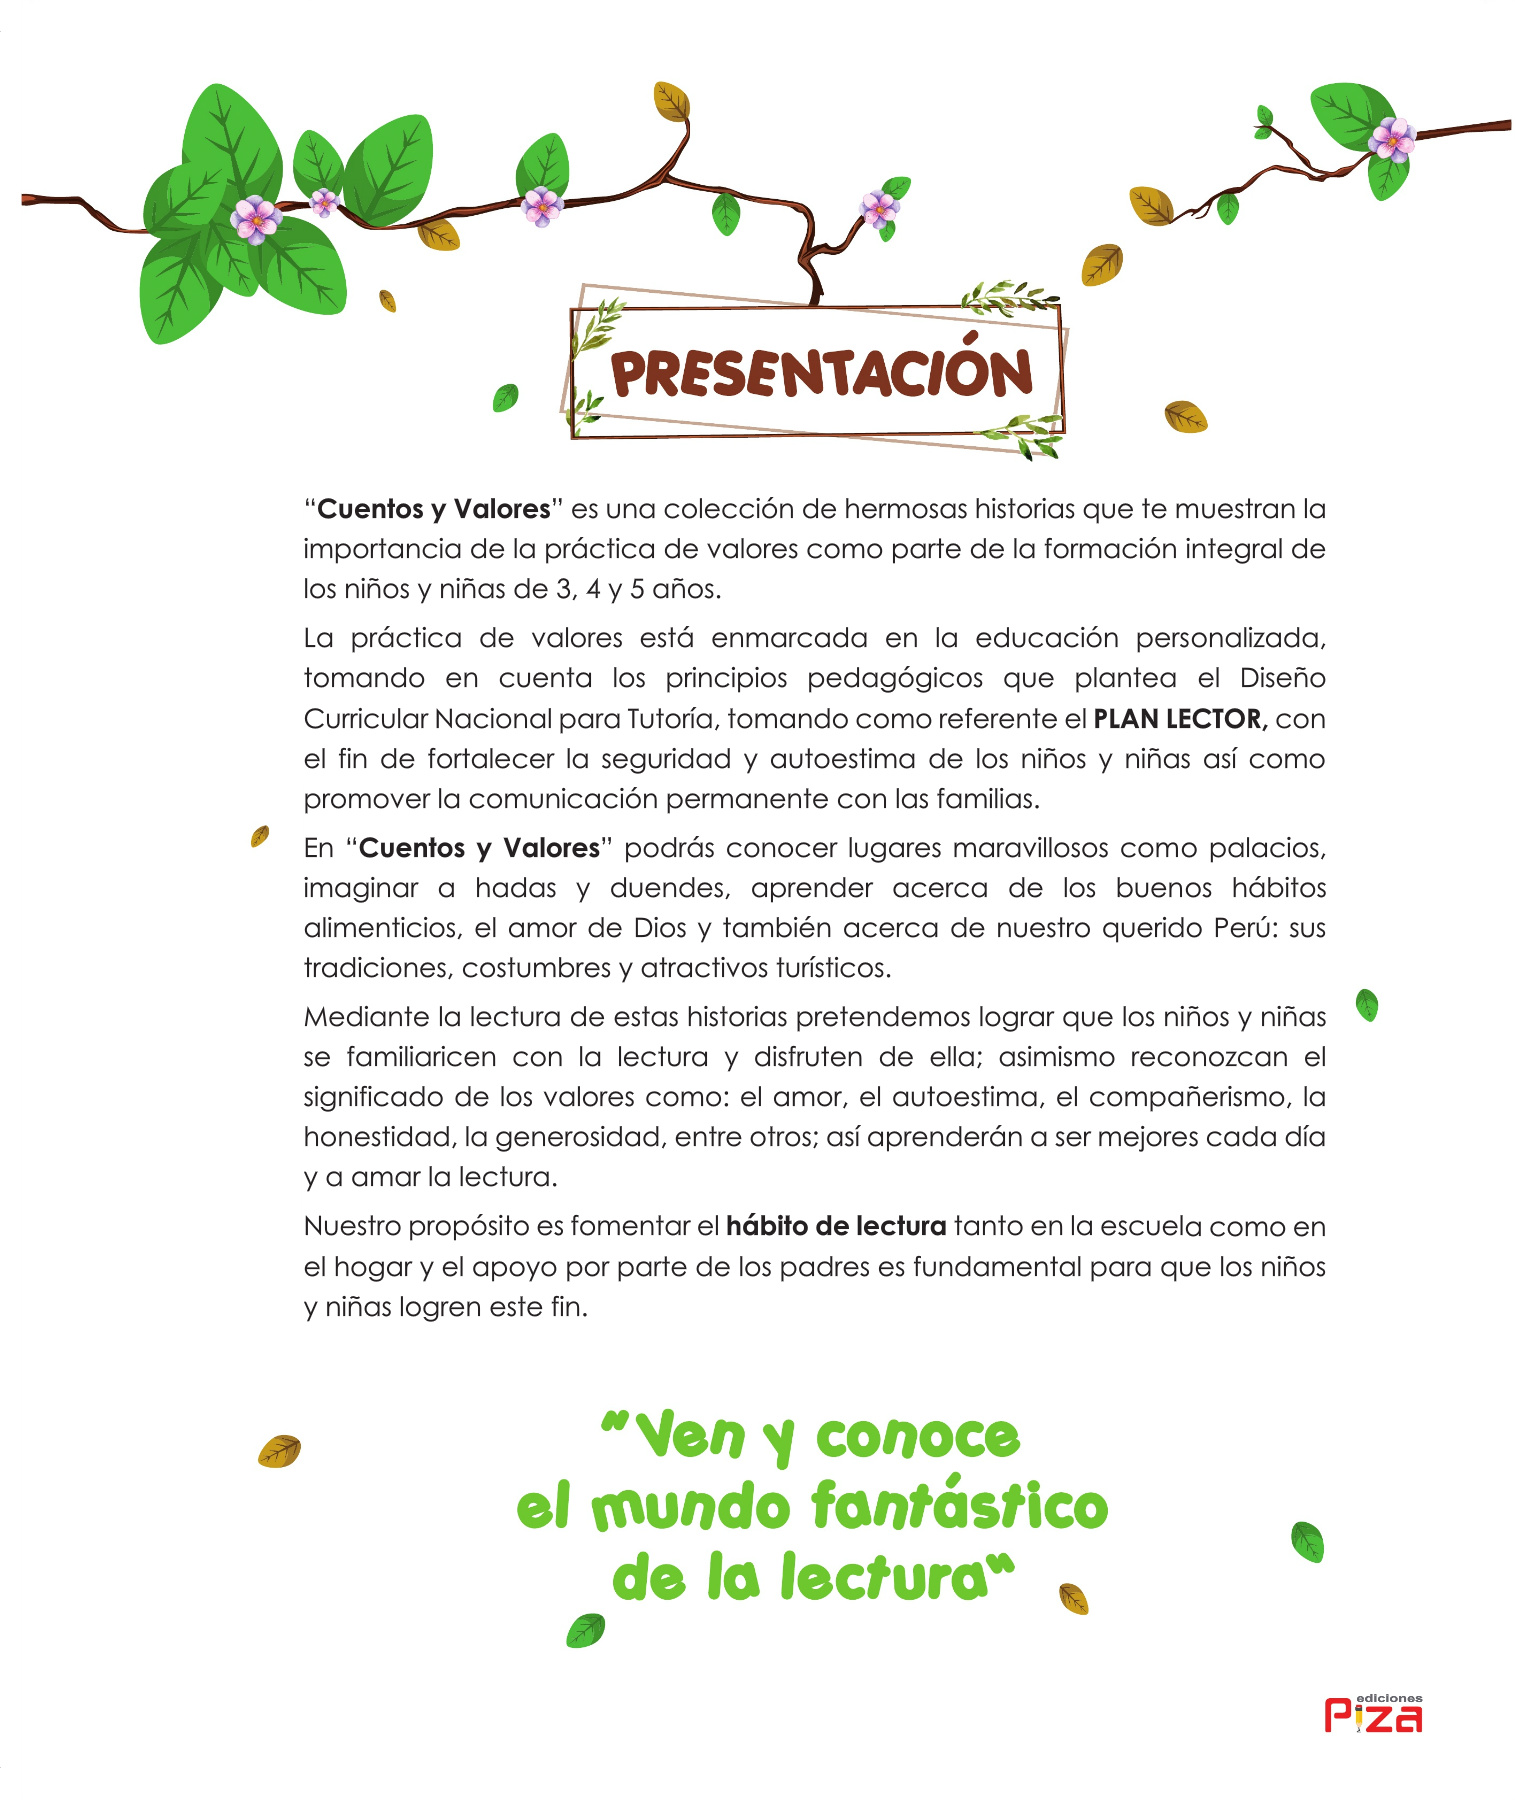 PRESENTACIÓN
“Cuentos y Valores” es una colección de hermosas historias que te muestran la
importancia de la práctica de valores como parte de la formación integral de
los niños y niñas de 3, 4 y 5 años.
La práctica de valores está enmarcada en la educación personalizada,
tomando en cuenta los principios pedagógicos que plantea el Diseño
Curricular Nacional para Tutoría, tomando como referente el PLAN LECTOR, con
el fin de fortalecer la seguridad y autoestima de los niños y niñas así como
promover la comunicación permanente con las familias.
En “Cuentos y Valores” podrás conocer lugares maravillosos como palacios,
imaginar a hadas y duendes, aprender acerca de los buenos hábitos
alimenticios, el amor de Dios y también acerca de nuestro querido Perú: sus
tradiciones, costumbres y atractivos turísticos.
Mediante la lectura de estas historias pretendemos lograr que los niños y niñas
se familiaricen con la lectura y disfruten de ella; asimismo reconozcan el
significado de los valores como: el amor, el autoestima, el compañerismo, la
honestidad, la generosidad, entre otros; así aprenderán a ser mejores cada día
y a amar la lectura.
Nuestro propósito es fomentar el hábito de lectura tanto en la escuela como en
el hogar y el apoyo por parte de los padres es fundamental para que los niños
y niñas logren este fin.
"Ven y conoce
el mundo fantástico
de la lectura"
ediciones
Piza